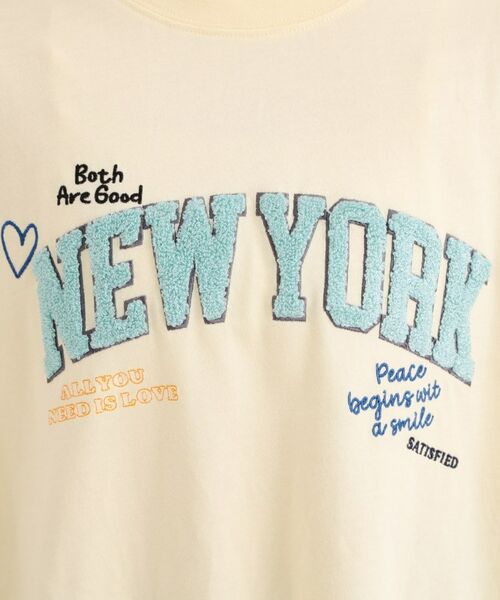 Both
Are Good
NEW YORK
ALL YOU
NEED IS LOVE
Peace
begins wit
a smile
SATISFIED